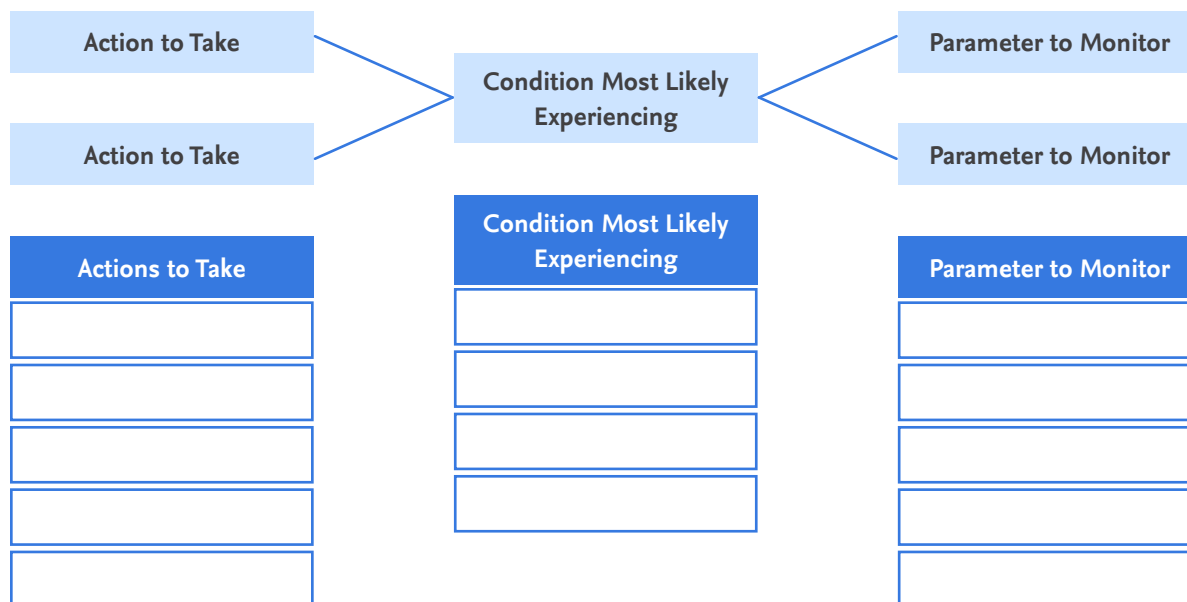 Action to Take
Action to Take
Condition Most Likely
Experiencing
Parameter to Monitor
Parameter to Monitor
Actions to Take
Condition Most Likely
Experiencing
Parameter to Monitor